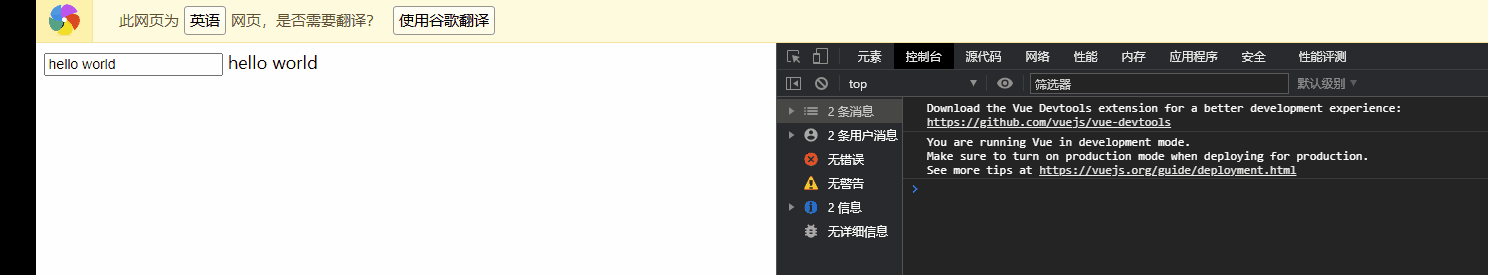 此网页为 英语 网页，是否需要翻译？ 使用谷歌翻译
hello world hello world
元素 控制台 源代码 网络 性能 内存 应用程序 安全 性能评测
top ▼ 筛选器 默认级别 ▼
2 条消息
2 条用户消息
无错误
无警告
2 信息
无详细信息
Download the Vue Devtools extension for a better development experience:
https://github.com/vuejs/vue-devtools
You are running Vue in development mode.
Make sure to turn on production mode when deploying for production.
See more tips at https://vuejs.org/guide/deployment.html